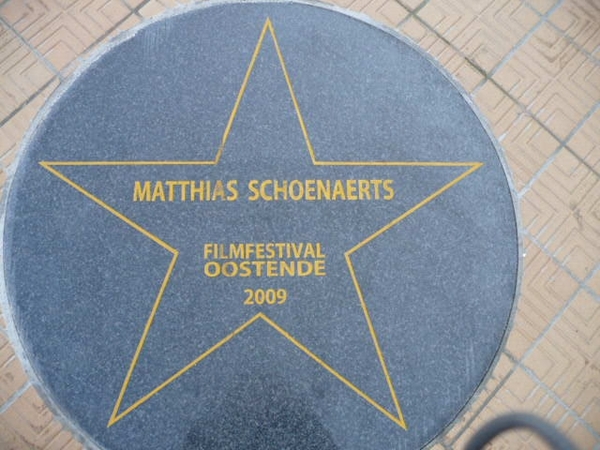 MATTHIAS SCHOENAERTS
FILMFESTIVAL
OOSTENDE
2009